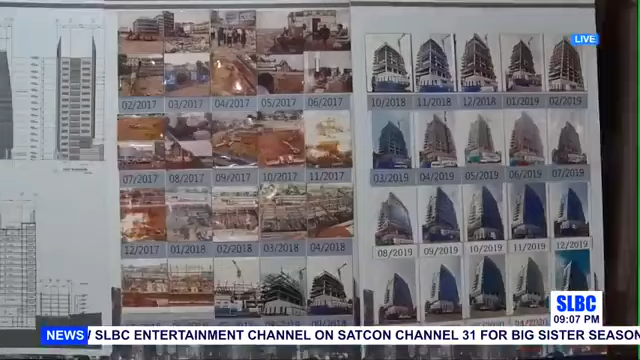 LIVE
02/2017 03/2017 04/2017 05/2017 06/2017
10/2018 11/2018 12/2018 01/2019 02/2019
07/2017 08/2017 09/2017 10/2017 11/2017
03/2019 04/2019 05/2019 06/2019 07/2019
12/2017 01/2018 02/2018 03/2018 04/2018
08/2019 09/2019 10/2019 11/2019 12/2019
SLBC
09:07 PM
NEWS / SLBC ENTERTAINMENT CHANNEL ON SATCON CHANNEL 31 FOR BIG SISTER SEASON